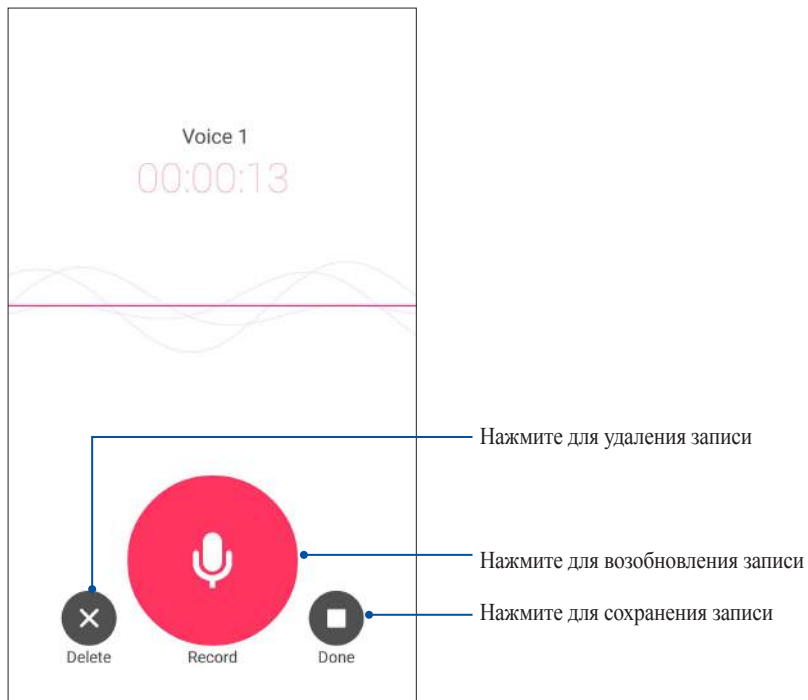 Voice 1
00:00:13
Нажмите для удаления записи
Нажмите для возобновления записи
Нажмите для сохранения записи
Delete Record Done